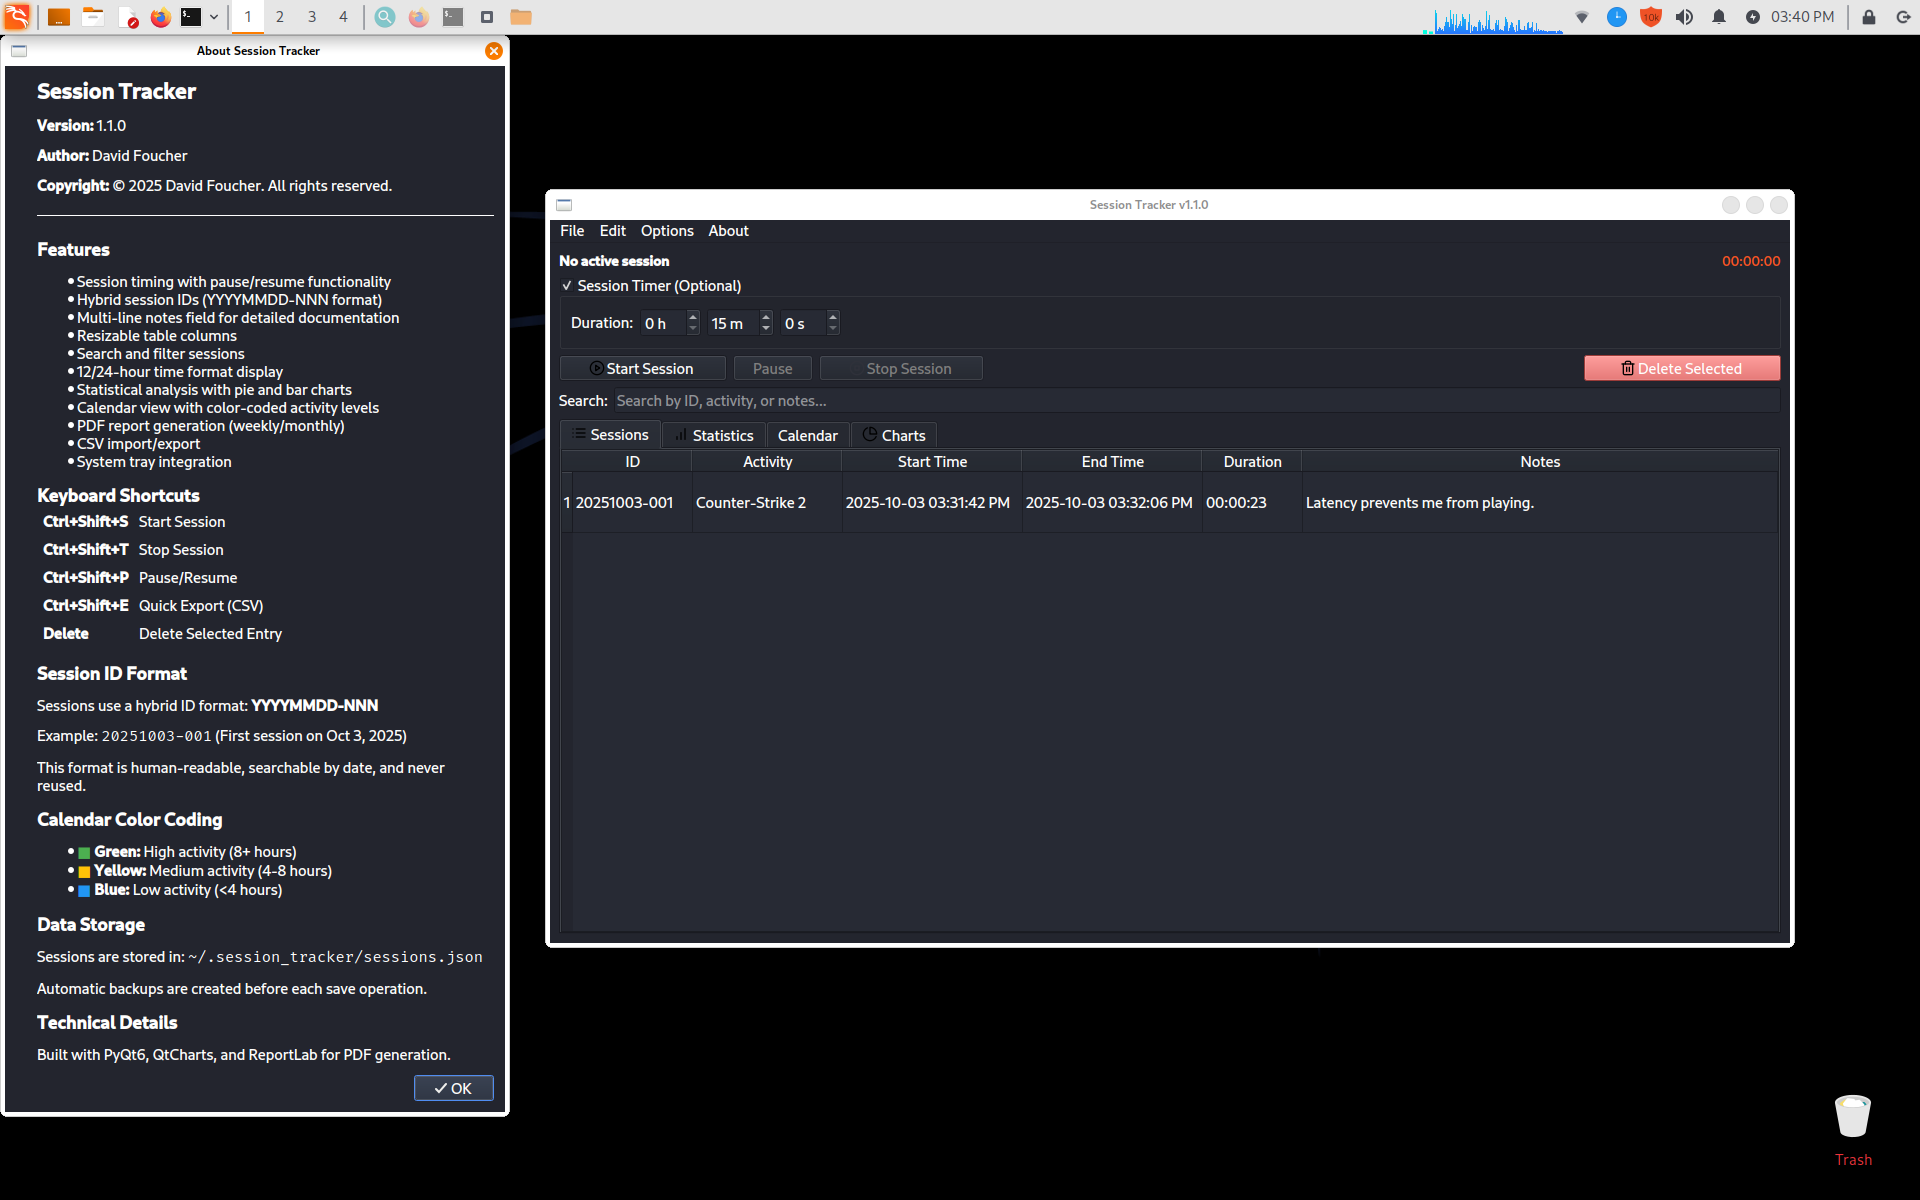 1 2 3 4
10k
03:40 PM
About Session Tracker
Session Tracker
Version: 1.1.0
Author: David Foucher
Copyright: © 2025 David Foucher. All rights reserved.
Features
Session timing with pause/resume functionality
Hybrid session IDs (YYYYMMDD-NNN format)
Multi-line notes field for detailed documentation
Resizable table columns
Search and filter sessions
12/24-hour time format display
Statistical analysis with pie and bar charts
Calendar view with color-coded activity levels
PDF report generation (weekly/monthly)
CSV import/export
System tray integration
Keyboard Shortcuts
Ctrl+Shift+S Start Session
Ctrl+Shift+T Stop Session
Ctrl+Shift+P Pause/Resume
Ctrl+Shift+E Quick Export (CSV)
Delete Delete Selected Entry
Session ID Format
Sessions use a hybrid ID format: YYYYMMDD-NNN
Example: 20251003-001 (First session on Oct 3, 2025)
This format is human-readable, searchable by date, and never
reused.
Calendar Color Coding
Green: High activity (8+ hours)
Yellow: Medium activity (4-8 hours)
Blue: Low activity (<4 hours)
Data Storage
Sessions are stored in: ~/.session_tracker/sessions.json
Automatic backups are created before each save operation.
Technical Details
Built with PyQt6, QtCharts, and ReportLab for PDF generation.
OK
Session Tracker v1.1.0
File Edit Options About
No active session 00:00:00
Session Timer (Optional)
Duration: 0 h 15 m 0 s
Start Session Pause Stop Session Delete Selected
Search: Search by ID, activity, or notes...
Sessions Statistics Calendar Charts
ID Activity Start Time End Time Duration Notes
1 20251003-001 Counter-Strike 2 2025-10-03 03:31:42 PM 2025-10-03 03:32:06 PM 00:00:23 Latency prevents me from playing.
Trash